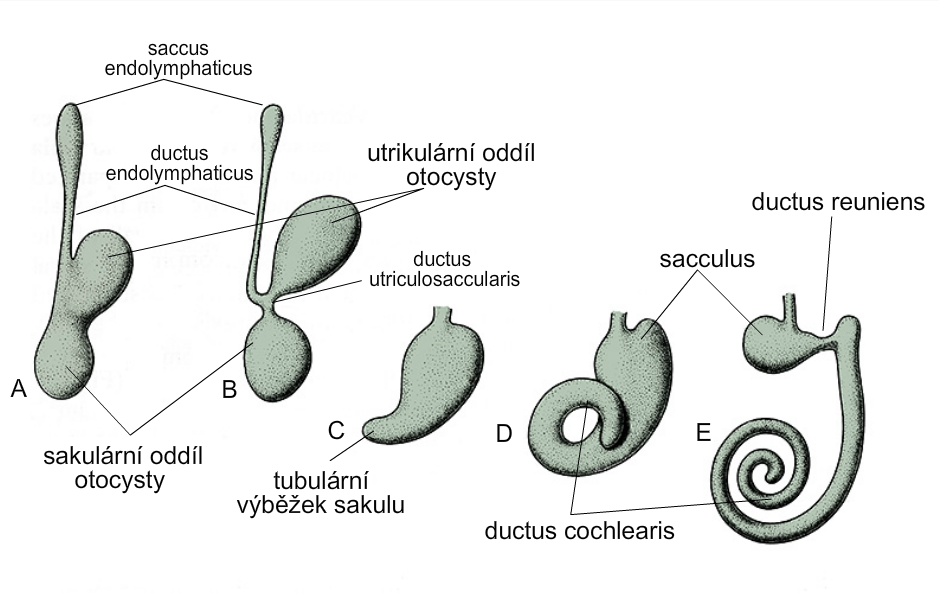 saccus
endolymphaticus
ductus
endolymphaticus
utrikulární oddíl
otocysty
ductus reuniens
ductus
utriculosaccularis
sacculus
A
B
C
D
E
sakulární oddíl
otocysty
tubulární
výběžek sakulu
ductus cochlearis